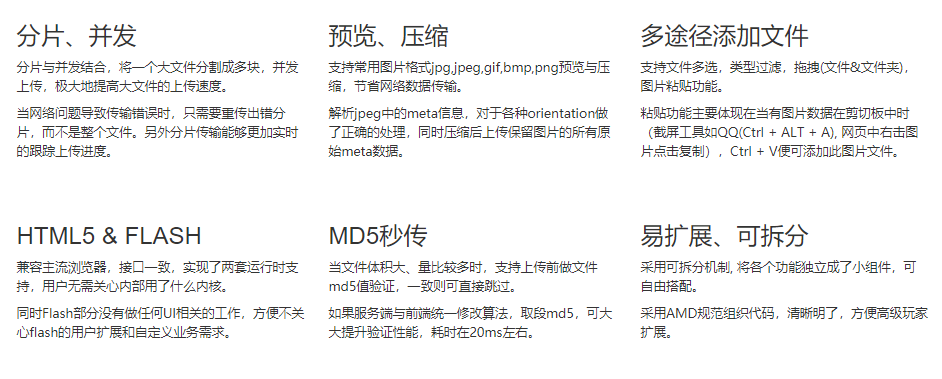 分片、并发
分片与并发结合，将一个大文件分割成多块，并发
上传，极大地提高大文件的上传速度。
当网络问题导致传输错误时，只需要重传出错分
片，而不是整个文件。另外分片传输能够更加实时
的跟踪上传进度。
预览、压缩
支持常用图片格式jpg,jpeg,gif,bmp,png预览与压
缩，节省网络数据传输。
解析jpeg中的meta信息，对于各种orientation做
了正确的处理，同时压缩后上传保留图片的所有原
始meta数据。
多途径添加文件
支持文件多选，类型过滤，拖拽(文件&文件夹)，
图片粘贴功能。
粘贴功能主要体现在当有图片数据在剪切板中时
（截屏工具如QQ(Ctrl + ALT + A), 网页中右击图
片点击复制），Ctrl + V便可添加此图片文件。
HTML5 & FLASH
兼容主流浏览器，接口一致，实现了两套运行时支
持，用户无需关心内部用了什么内核。
同时Flash部分没有做任何UI相关的工作，方便不关
心flash的用户扩展和自定义业务需求。
MD5秒传
当文件体积大、量比较多时，支持上传前做文件
md5值验证，一致则可直接跳过。
如果服务端与前端统一修改算法，取段md5，可大
大提升验证性能，耗时在20ms左右。
易扩展、可拆分
采用可拆分机制, 将各个功能独立成了小组件，可
自由搭配。
采用AMD规范组织代码，清晰明了，方便高级玩家
扩展。